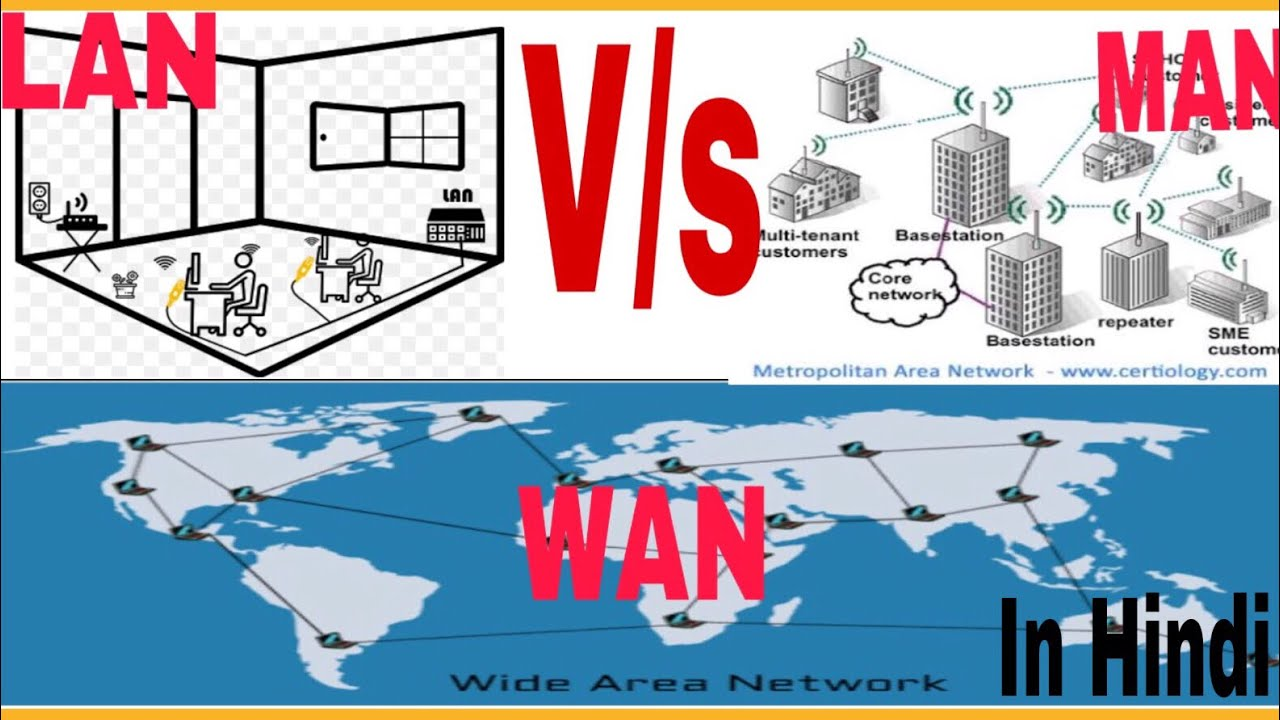 LAN
V/s
MAN
LAN
Multi-tenant
customers
Basestation
Core
network
Basestation
repeater
SME
custome
Metropolitan Area Network - www.certiology.com
WAN
Wide Area Network
In Hindi